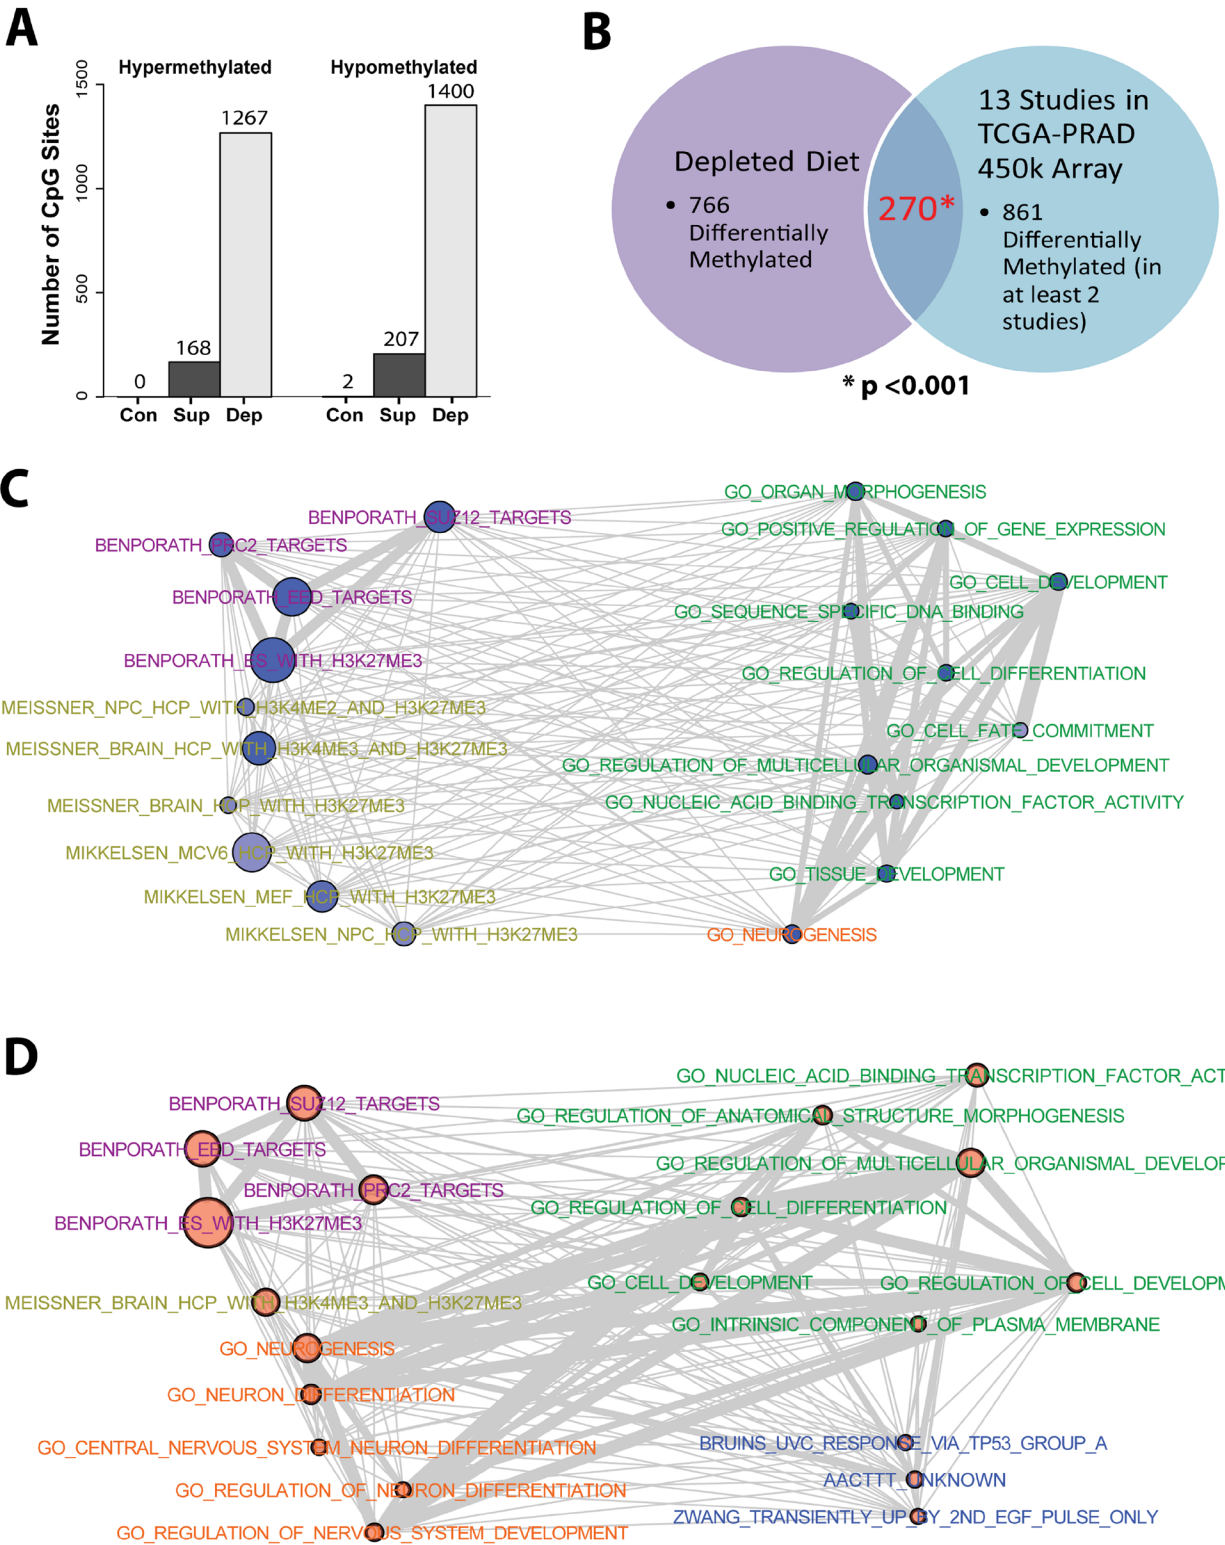 A
Hypermethylated
Hypomethylated
Number of CpG Sites
1500
1000
500
0
0
168
1267
2
207
1400
Con
Sup
Dep
Con
Sup
Dep
B
Depleted Diet
• 766
Differentially
Methylated
270*
13 Studies in
TCGA-PRAD
450k Array
• 861
Differentially
Methylated (in
at least 2
studies)
* p <0.001
C
BENPORATH_SUZ12_TARGETS
BENPORATH_PRC2_TARGETS
BENPORATH_EED_TARGETS
BENPORATH_ES_WITH_H3K27ME3
MEISSNER_NPC_HCP_WITH_H3K4ME2_AND_H3K27ME3
MEISSNER_BRAIN_HCP_WITH_H3K4ME3_AND_H3K27ME3
MEISSNER_BRAIN_HCP_WITH_H3K27ME3
MIKKELSEN_MCV6_HCP_WITH_H3K27ME3
MIKKELSEN_MEF_HCP_WITH_H3K27ME3
MIKKELSEN_NPC_HCP_WITH_H3K27ME3
GO_ORGAN_MORPHOGENESIS
GO_POSITIVE_REGULATION_OF_GENE_EXPRESSION
GO_CELL_DEVELOPMENT
GO_SEQUENCE_SPECIFIC_DNA_BINDING
GO_REGULATION_OF_CELL_DIFFERENTIATION
GO_CELL_FATE_COMMITMENT
GO_REGULATION_OF_MULTICELLULAR_ORGANISMAL_DEVELOPMENT
GO_NUCLEIC_ACID_BINDING_TRANSCRIPTION_FACTOR_ACTIVITY
GO_TISSUE_DEVELOPMENT
GO_NEUROGENESIS
D
BENPORATH_SUZ12_TARGETS
BENPORATH_EED_TARGETS
BENPORATH_PRC2_TARGETS
BENPORATH_ES_WITH_H3K27ME3
MEISSNER_BRAIN_HCP_WITH_H3K4ME3_AND_H3K27ME3
GO_NEUROGENESIS
GO_NEURON_DIFFERENTIATION
GO_CENTRAL_NERVOUS_SYSTEM_NEURON_DIFFERENTIATION
GO_REGULATION_OF_NEURON_DIFFERENTIATION
GO_REGULATION_OF_NERVOUS_SYSTEM_DEVELOPMENT
GO_NUCLEIC_ACID_BINDING_TRANSCRIPTION_FACTOR_ACT
GO_REGULATION_OF_ANATOMICAL_STRUCTURE_MORPHOGENESIS
GO_REGULATION_OF_MULTICELLULAR_ORGANISMAL_DEVELOP
GO_REGULATION_OF_CELL_DIFFERENTIATION
GO_CELL_DEVELOPMENT
GO_REGULATION_OF_CELL_DEVELOPM
GO_INTRINSIC_COMPONENT_OF_PLASMA_MEMBRANE
BRUINS_UVC_RESPONSE_VIA_TP53_GROUP_A
AACTTT_UNKNOWN
ZWANG_TRANSIENTLY_UP_BY_2ND_EGF_PULSE_ONLY